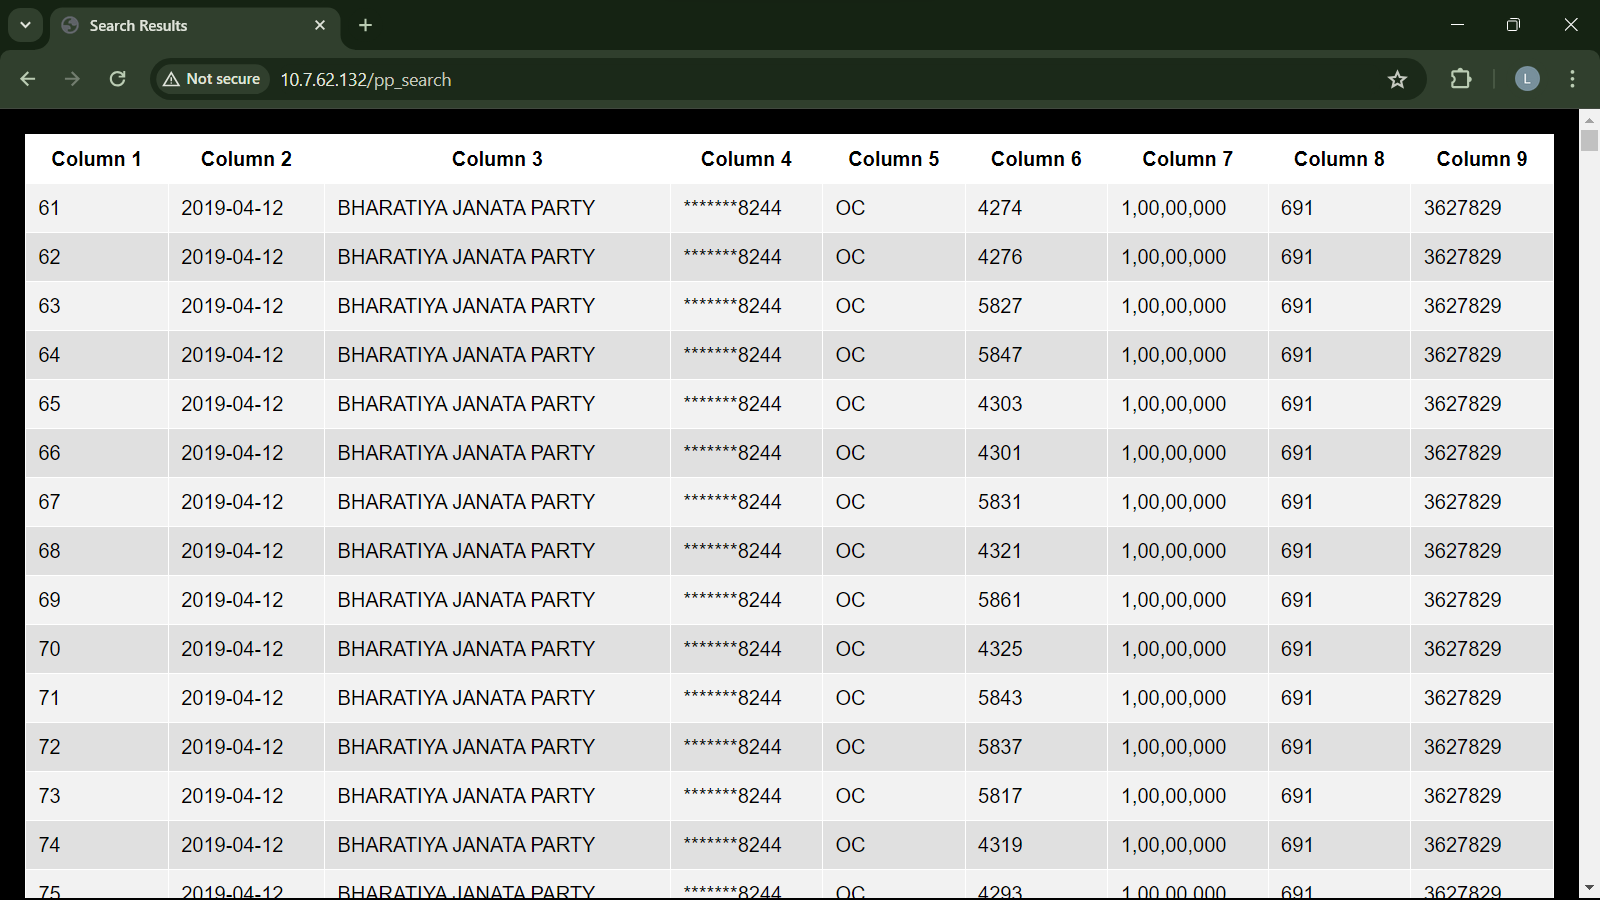 Search Results
Not secure 10.7.62.132/pp_search L
Column 1 Column 2 Column 3 Column 4 Column 5 Column 6 Column 7 Column 8 Column 9
61 2019-04-12 BHARATIYA JANATA PARTY *******8244 OC 4274 1,00,00,000 691 3627829
62 2019-04-12 BHARATIYA JANATA PARTY *******8244 OC 4276 1,00,00,000 691 3627829
63 2019-04-12 BHARATIYA JANATA PARTY *******8244 OC 5827 1,00,00,000 691 3627829
64 2019-04-12 BHARATIYA JANATA PARTY *******8244 OC 5847 1,00,00,000 691 3627829
65 2019-04-12 BHARATIYA JANATA PARTY *******8244 OC 4303 1,00,00,000 691 3627829
66 2019-04-12 BHARATIYA JANATA PARTY *******8244 OC 4301 1,00,00,000 691 3627829
67 2019-04-12 BHARATIYA JANATA PARTY *******8244 OC 5831 1,00,00,000 691 3627829
68 2019-04-12 BHARATIYA JANATA PARTY *******8244 OC 4321 1,00,00,000 691 3627829
69 2019-04-12 BHARATIYA JANATA PARTY *******8244 OC 5861 1,00,00,000 691 3627829
70 2019-04-12 BHARATIYA JANATA PARTY *******8244 OC 4325 1,00,00,000 691 3627829
71 2019-04-12 BHARATIYA JANATA PARTY *******8244 OC 5843 1,00,00,000 691 3627829
72 2019-04-12 BHARATIYA JANATA PARTY *******8244 OC 5837 1,00,00,000 691 3627829
73 2019-04-12 BHARATIYA JANATA PARTY *******8244 OC 5817 1,00,00,000 691 3627829
74 2019-04-12 BHARATIYA JANATA PARTY *******8244 OC 4319 1,00,00,000 691 3627829
75 2019-04-12 BHARATIYA JANATA PARTY *******8244 OC 4293 1,00,00,000 691 3627829